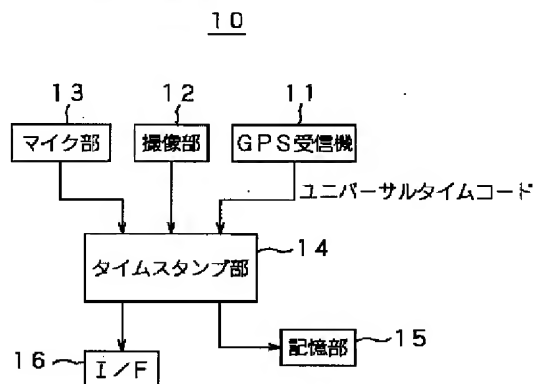 10
13 12 11
マイク部 撮像部 GPS受信機
ユニバーサルタイムコード
タイムスタンプ部 14
記憶部 15
16 I/F